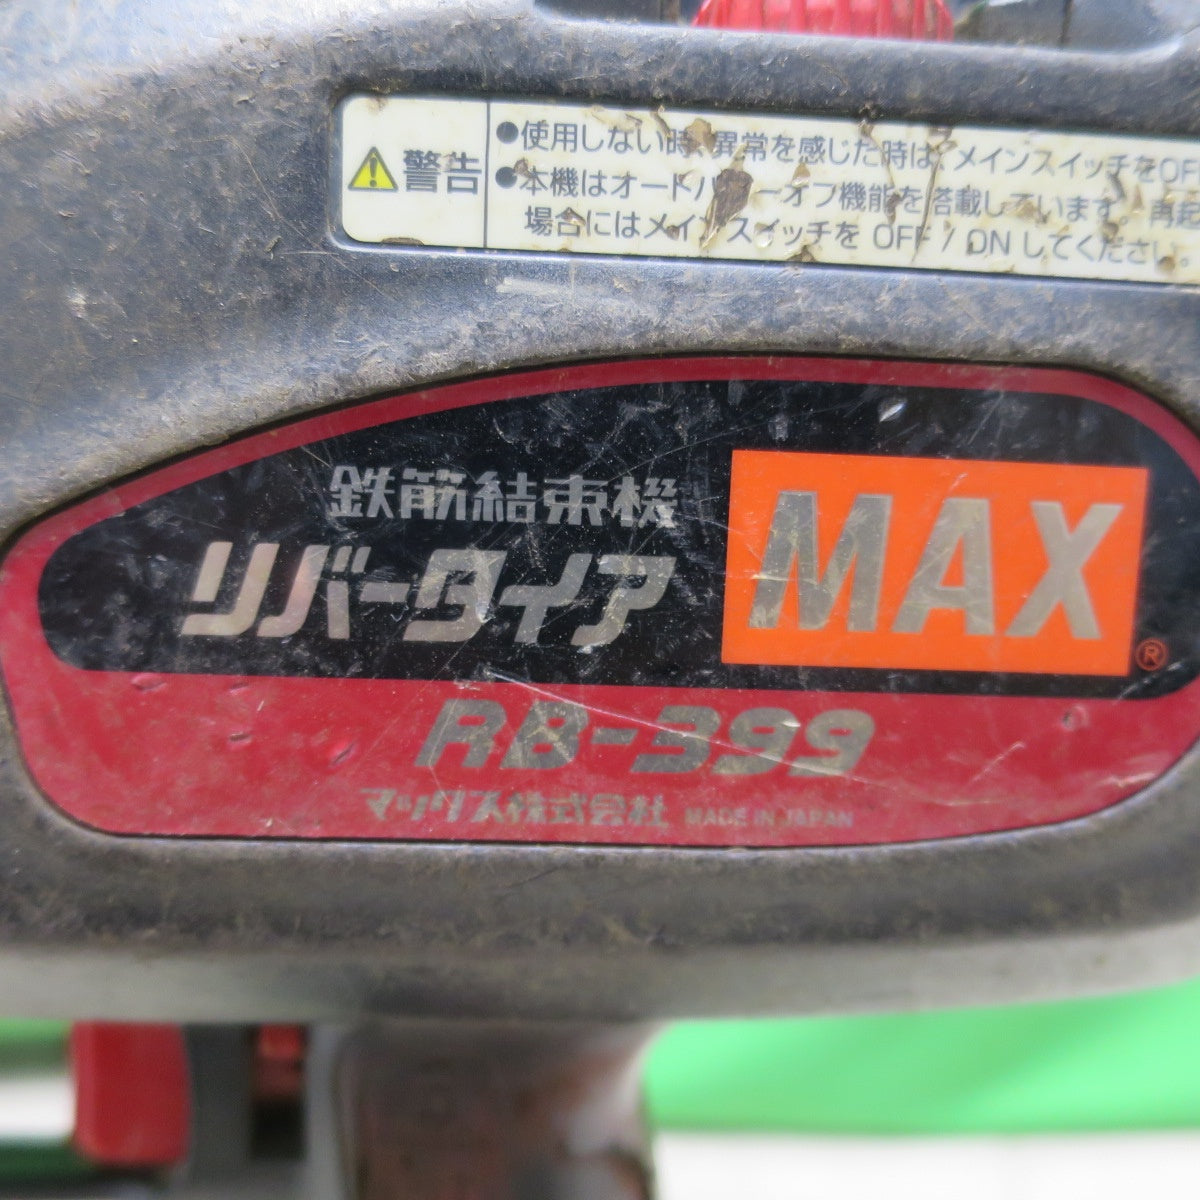 警告
●使用しない時、異常を感じた時は、メインスイッチをOFF
●本機はオートパワーオフ機能を搭載しています。再起
場合にはメインスイッチを OFF / ON してください。
鉄筋結束機
リバータイア
MAX®
RB-399
マックス株式会社 MADE IN JAPAN